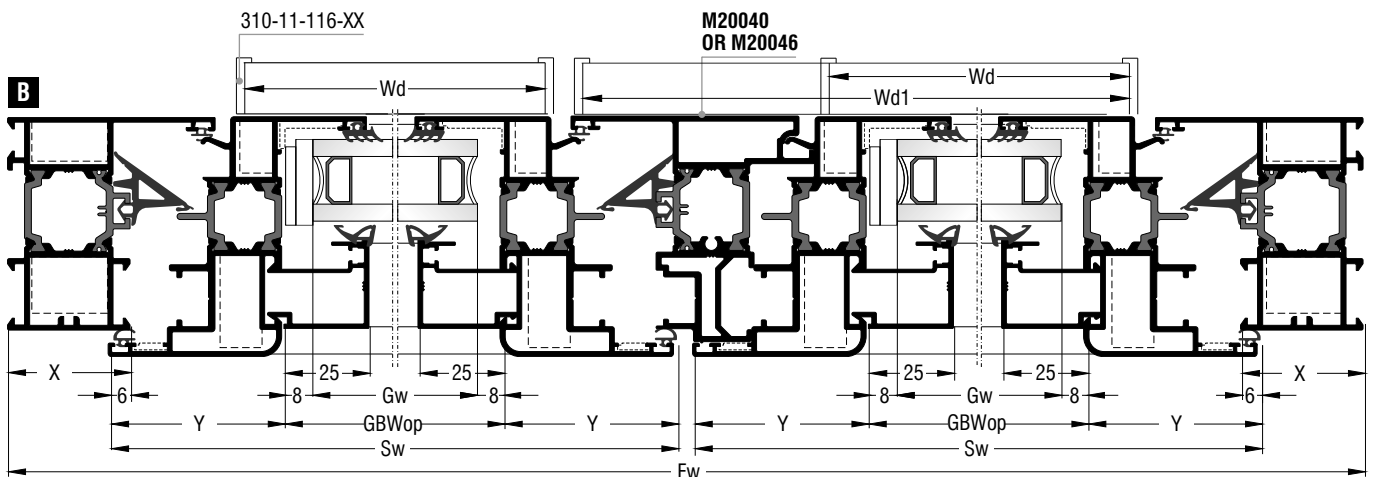 310-11-116-XX
M20040
OR M20046
B
Wd
Wd
Wd1
25
25
25
25
X
6
8
Gw
8
8
Gw
8
6
X
Y
GBWop
Y
Y
GBWop
Y
Sw
Sw
Fw